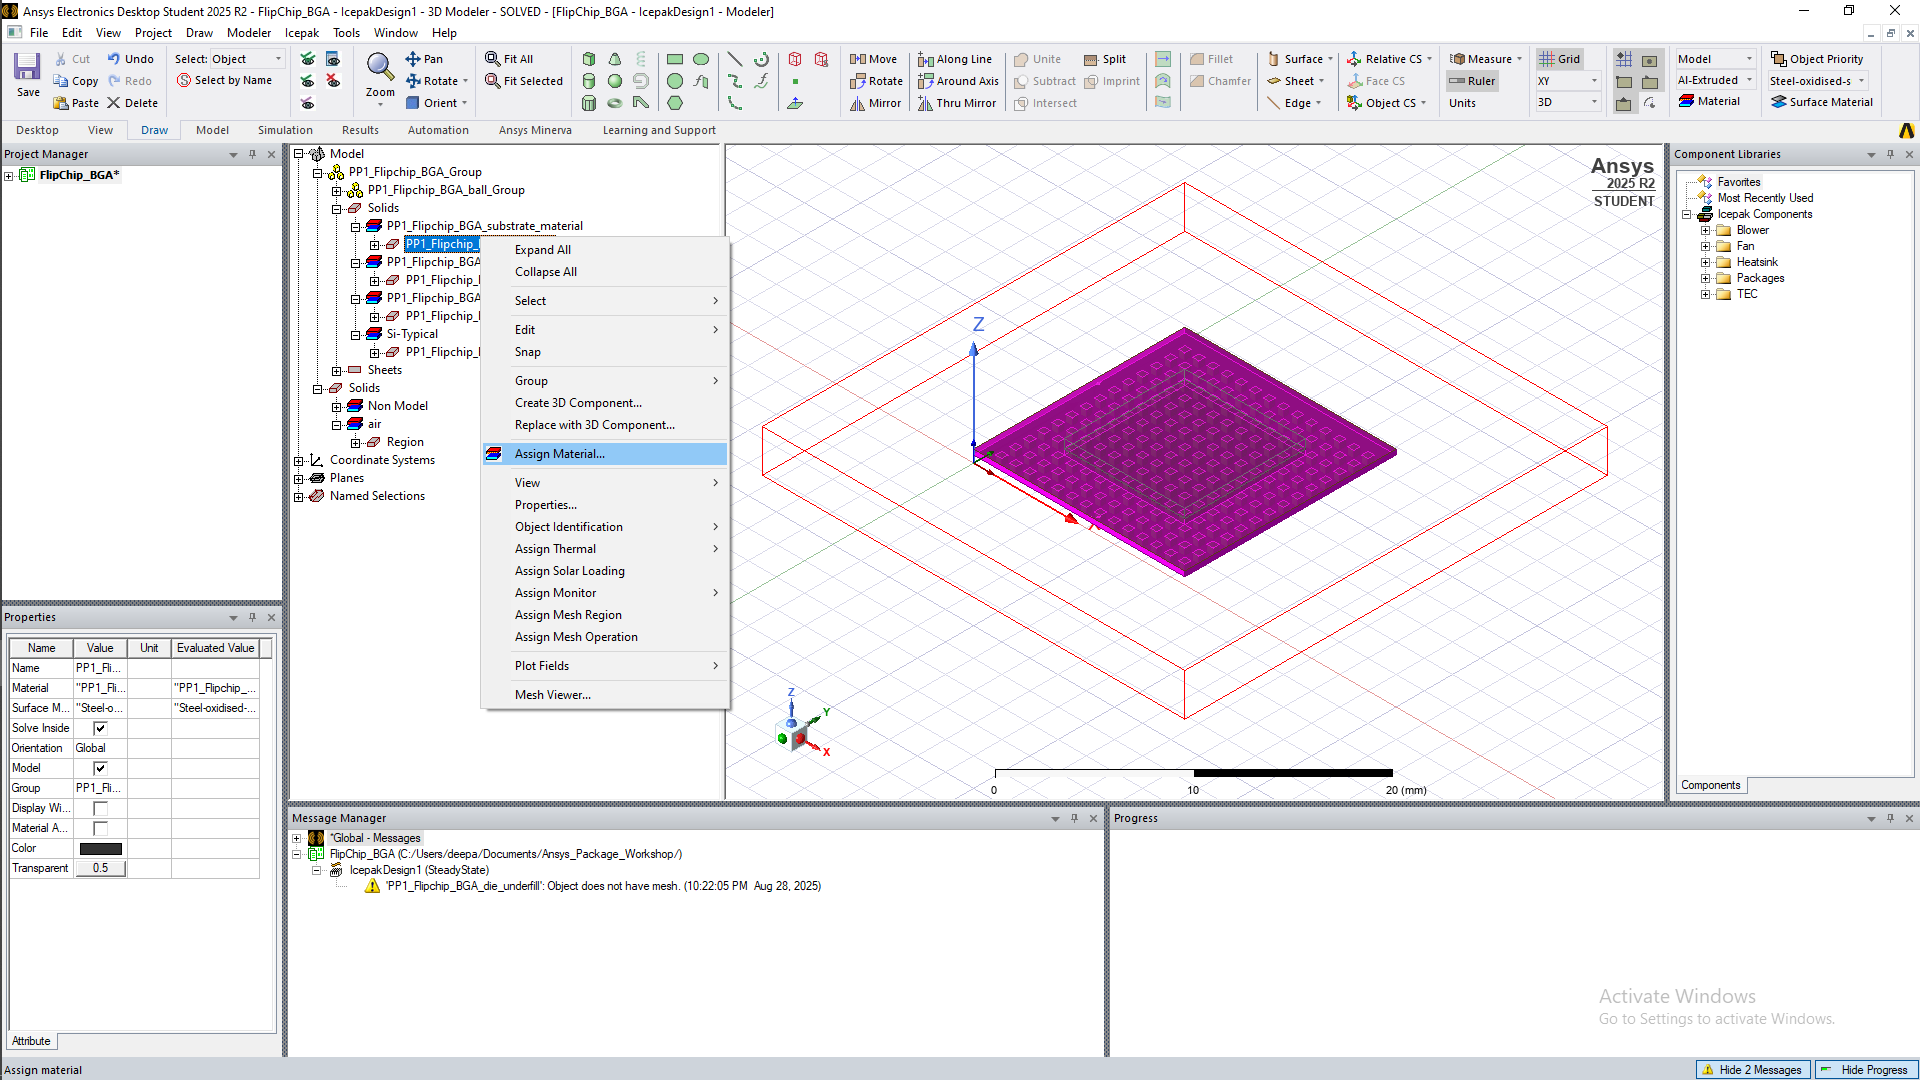 Ansys Electronics Desktop Student 2025 R2 - FlipChip_BGA - IcepakDesign1 - 3D Modeler - SOLVED - [FlipChip_BGA - IcepakDesign1 - Modeler]
File Edit View Project Draw Modeler Icepak Tools Window Help
Save
Cut
Copy
Paste
Undo
Redo
Delete
Select: Object
Select by Name
Zoom
Pan
Rotate
Orient
Fit All
Fit Selected
Move
Rotate
Mirror
Along Line
Around Axis
Thru Mirror
Unite
Subtract
Intersect
Split
Imprint
Fillet
Chamfer
Surface
Sheet
Edge
Relative CS
Face CS
Object CS
Measure
Ruler
Units
Grid
XY
3D
Model
Al-Extruded
Material
Object Priority
Steel-oxidised-s
Surface Material
Desktop View Draw Model Simulation Results Automation Ansys Minerva Learning and Support
Project Manager
FlipChip_BGA*
Model
PP1_Flipchip_BGA_Group
PP1_Flipchip_BGA_ball_Group
Solids
PP1_Flipchip_BGA_substrate_material
PP1_Flipchip_
PP1_Flipchip_BGA
PP1_Flipchip_
PP1_Flipchip_BGA
PP1_Flipchip_
Si-Typical
PP1_Flipchip_
Sheets
Solids
Non Model
air
Region
Coordinate Systems
Planes
Named Selections
Expand All
Collapse All
Select
Edit
Snap
Group
Create 3D Component...
Replace with 3D Component...
Assign Material...
View
Properties...
Object Identification
Assign Thermal
Assign Solar Loading
Assign Monitor
Assign Mesh Region
Assign Mesh Operation
Plot Fields
Mesh Viewer...
Ansys
2025 R2
STUDENT
Z
Z
Y
X
0 10 20 (mm)
Component Libraries
Favorites
Most Recently Used
Icepak Components
Blower
Fan
Heatsink
Packages
TEC
Components
Properties
Name Value Unit Evaluated Value
Name PP1_Fli...
Material "PP1_Fli... "PP1_Flipchip_...
Surface M... "Steel-o... "Steel-oxidised-...
Solve Inside
Orientation Global
Model
Group PP1_Fli...
Display Wi...
Material A...
Color
Transparent 0.5
Attribute
Message Manager
*Global - Messages
FlipChip_BGA (C:/Users/deepa/Documents/Ansys_Package_Workshop/)
IcepakDesign1 (SteadyState)
'PP1_Flipchip_BGA_die_underfill': Object does not have mesh. (10:22:05 PM Aug 28, 2025)
Progress
Activate Windows
Go to Settings to activate Windows.
Assign material
Hide 2 Messages
Hide Progress